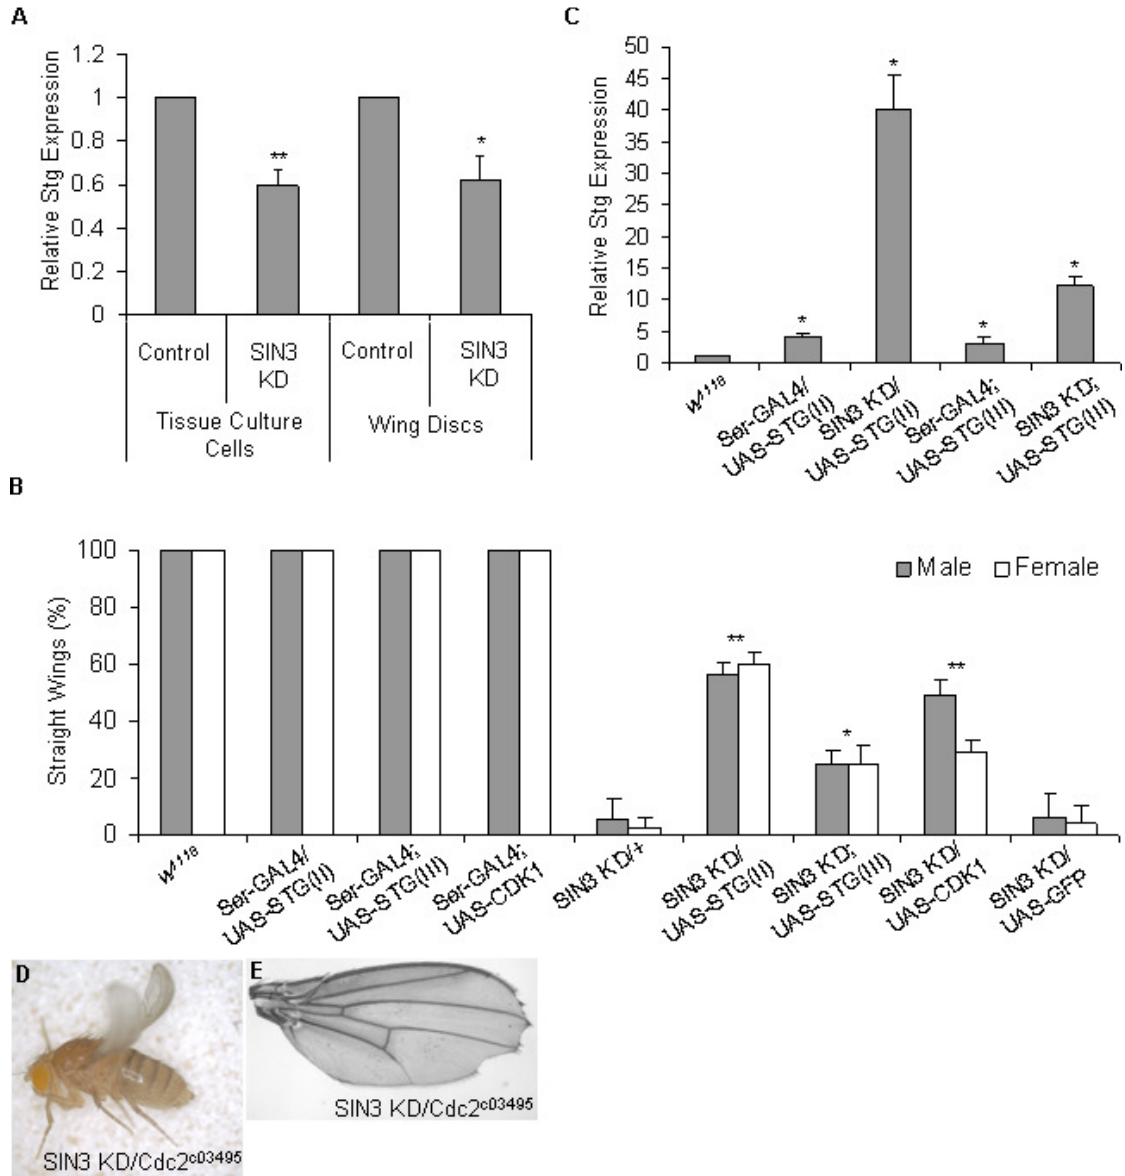 A
Relative Stg Expression
1.2
1
0.8
0.6
0.4
0.2
0
**
*
Control
SIN3 KD
Control
SIN3 KD
Tissue Culture Cells
Wing Discs
C
Relative Stg Expression
50
45
40
35
30
25
20
15
10
5
0
*
*
*
*
w1118
Ser-GAL4/
UAS-STG(II)
SIN3 KD/
UAS-STG(II)
Ser-GAL4;
UAS-STG(III)
SIN3 KD;
UAS-STG(III)
B
Straight Wings (%)
100
80
60
40
20
0
Male
Female
**
*
**
w1118
Ser-GAL4/
UAS-STG(II)
Ser-GAL4;
UAS-STG(III)
Ser-GAL4;
UAS-CDK1
SIN3 KD/+
SIN3 KD/
UAS-STG(II)
SIN3 KD;
UAS-STG(III)
SIN3 KD/
UAS-CDK1
SIN3 KD/
UAS-GFP
D
SIN3 KD/Cdc2c03495
E
SIN3 KD/Cdc2c03495